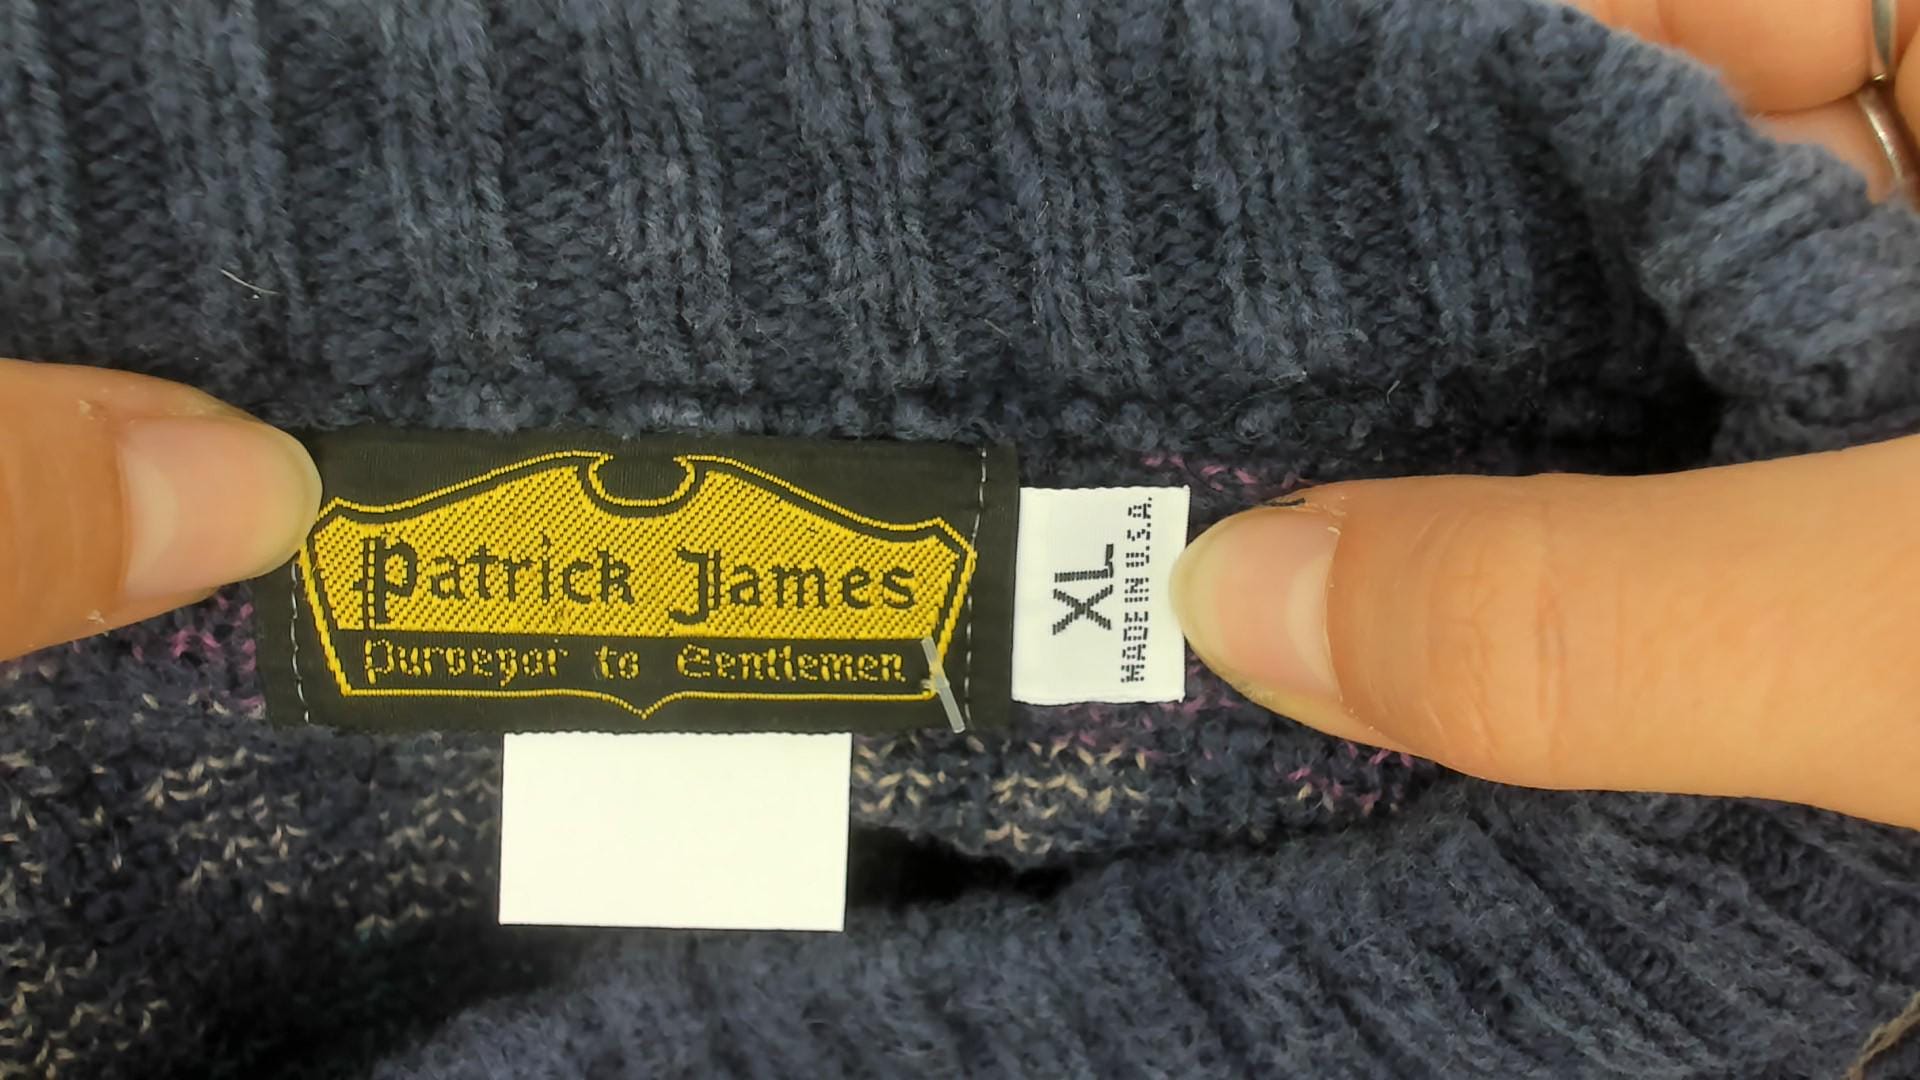 Patrick James
Purveyor to Gentlemen
XL
MADE IN U.S.A.